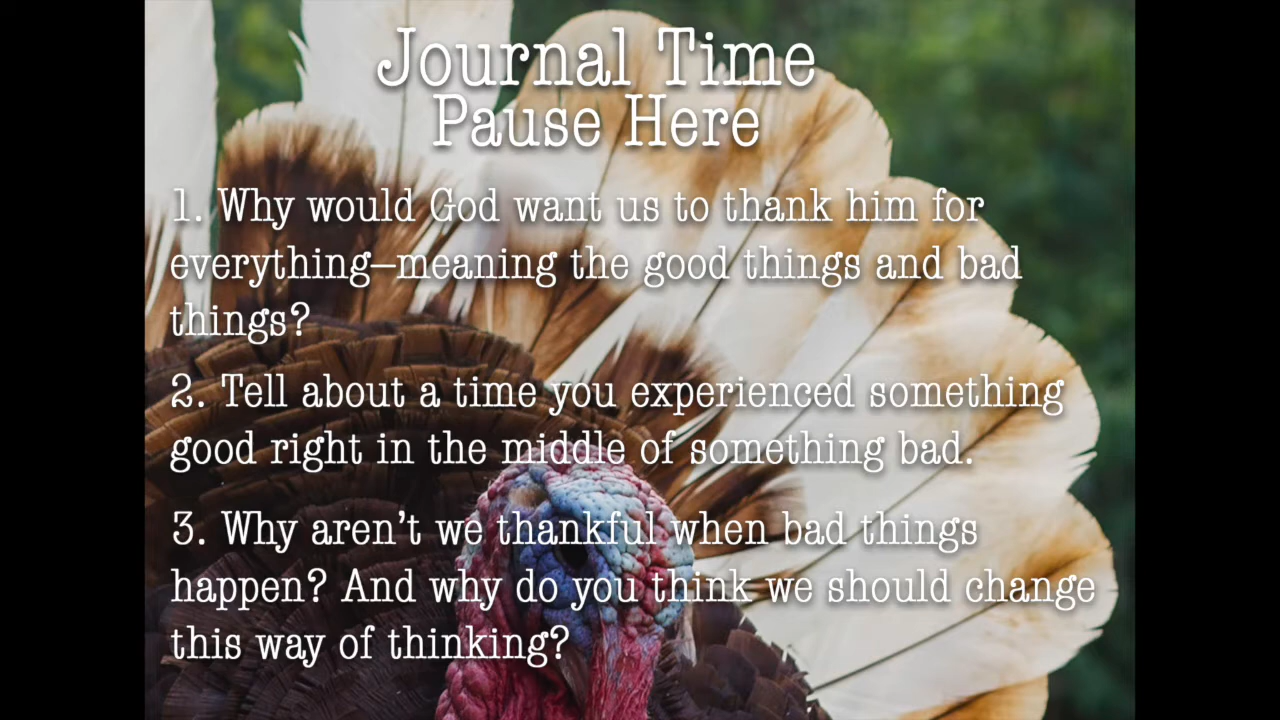 Journal Time
Pause Here
1. Why would God want us to thank him for
everything—meaning the good things and bad
things?
2. Tell about a time you experienced something
good right in the middle of something bad.
3. Why aren’t we thankful when bad things
happen? And why do you think we should change
this way of thinking?